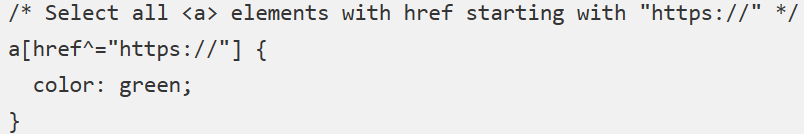 /* Select all <a> elements with href starting with "https://" */
a[href^="https://"] {
  color: green;
}